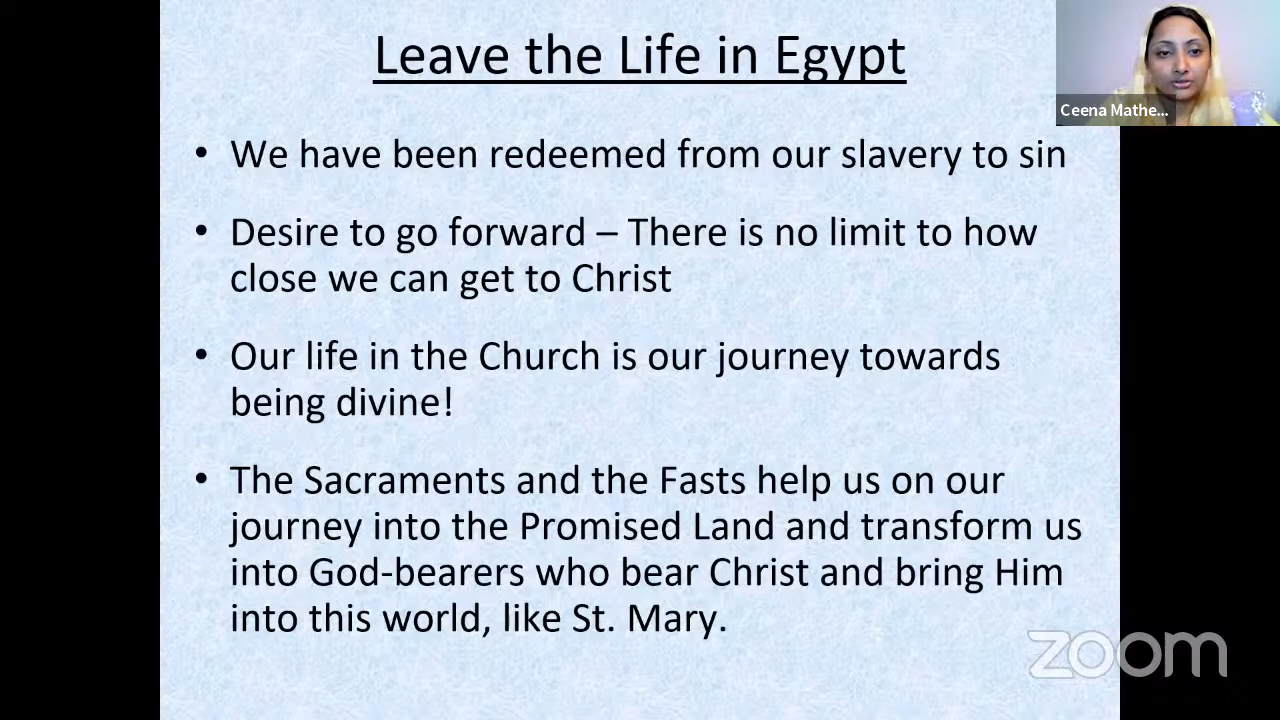 Leave the Life in Egypt
Ceena Mathe...
• We have been redeemed from our slavery to sin
• Desire to go forward – There is no limit to how
close we can get to Christ
• Our life in the Church is our journey towards
being divine!
• The Sacraments and the Fasts help us on our
journey into the Promised Land and transform us
into God-bearers who bear Christ and bring Him
into this world, like St. Mary.
zoom